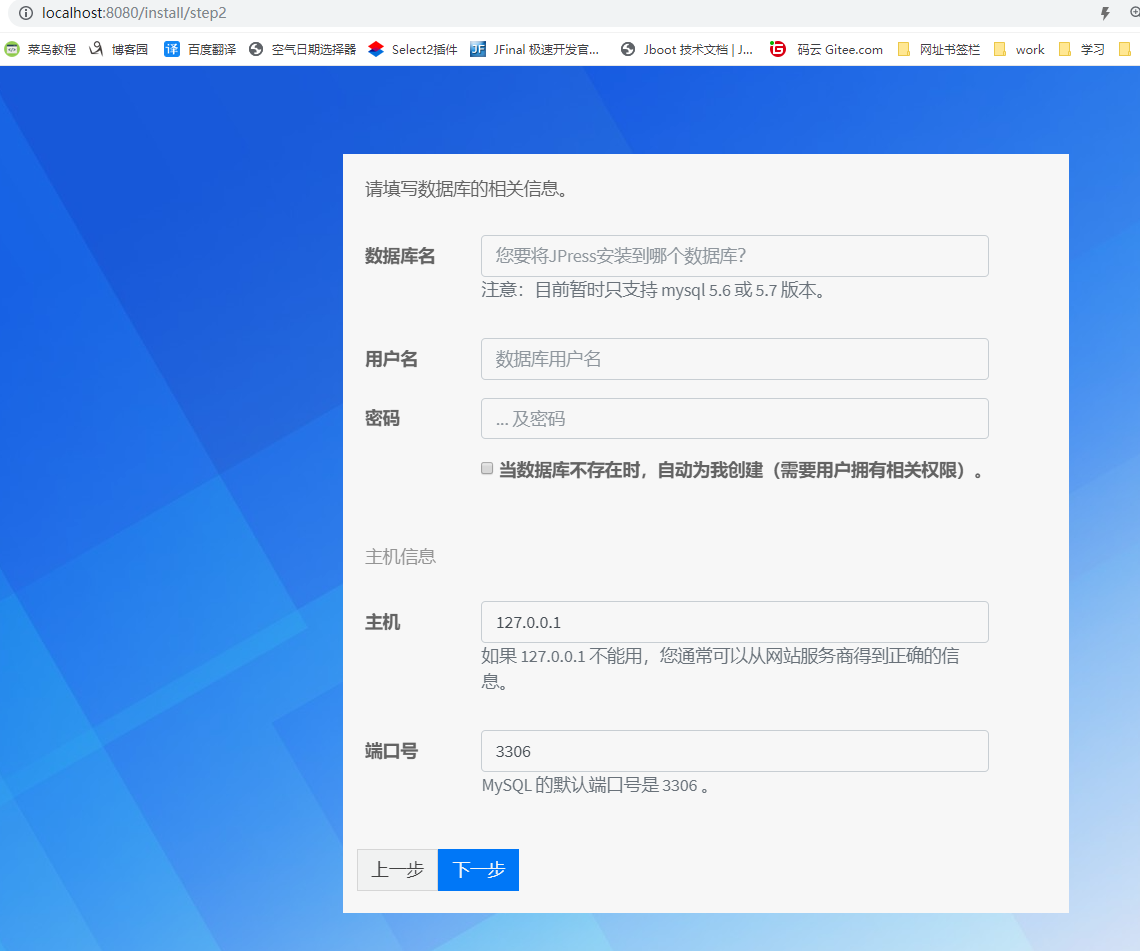 localhost:8080/install/step2
菜鸟教程 博客园 译 百度翻译 空气日期选择器 Select2插件 JF JFinal 极速开发官... Jboot 技术文档 | J... 码云 Gitee.com 网址书签栏 work 学习
请填写数据库的相关信息。
数据库名 您要将JPress安装到哪个数据库？
注意：目前暂时只支持 mysql 5.6 或 5.7 版本。
用户名 数据库用户名
密码 ... 及密码
当数据库不存在时，自动为我创建（需要用户拥有相关权限）。
主机信息
主机 127.0.0.1
如果 127.0.0.1 不能用，您通常可以从网站服务商得到正确的信
息。
端口号 3306
MySQL 的默认端口号是 3306 。
上一步 下一步